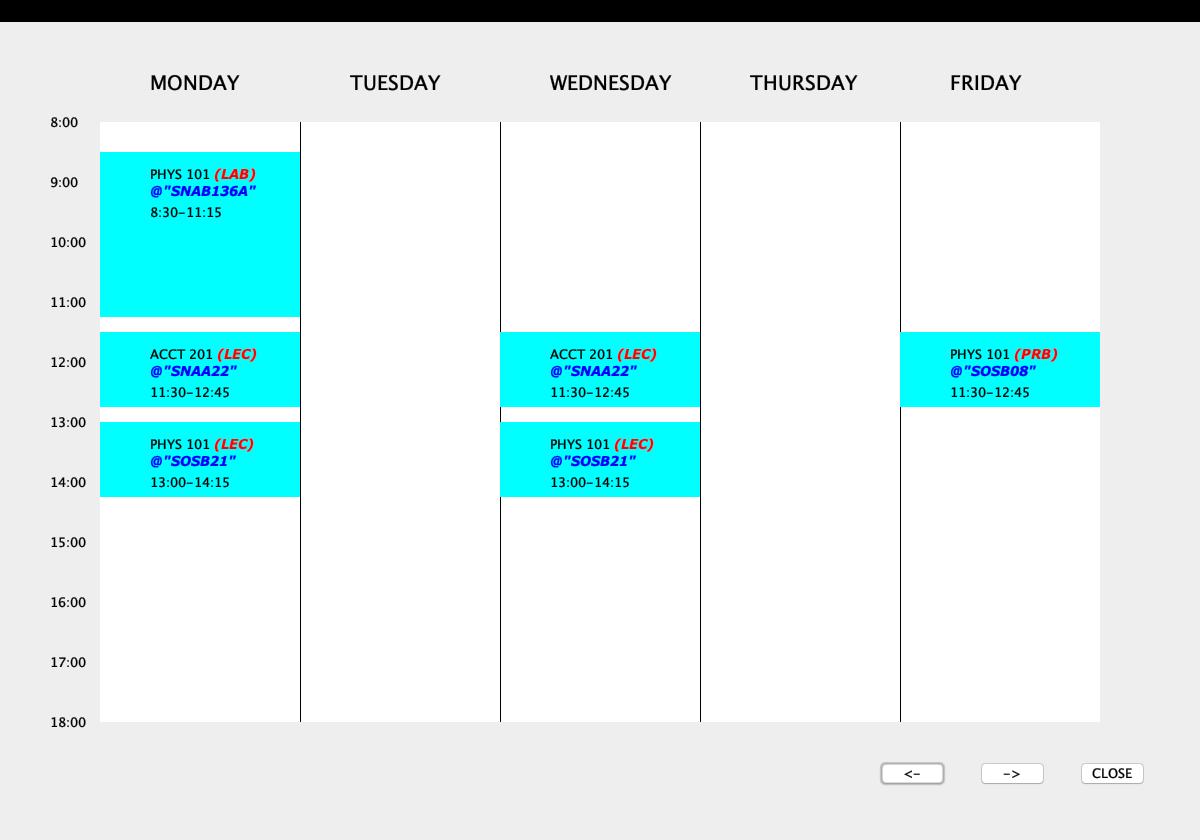 MONDAY TUESDAY WEDNESDAY THURSDAY FRIDAY
8:00
PHYS 101 (LAB)
@"SNAB136A"
8:30-11:15
9:00
10:00
11:00
ACCT 201 (LEC)
@"SNAA22"
11:30-12:45
ACCT 201 (LEC)
@"SNAA22"
11:30-12:45
PHYS 101 (PRB)
@"SOSB08"
11:30-12:45
12:00
13:00
PHYS 101 (LEC)
@"SOSB21"
13:00-14:15
PHYS 101 (LEC)
@"SOSB21"
13:00-14:15
14:00
15:00
16:00
17:00
18:00
<- -> CLOSE